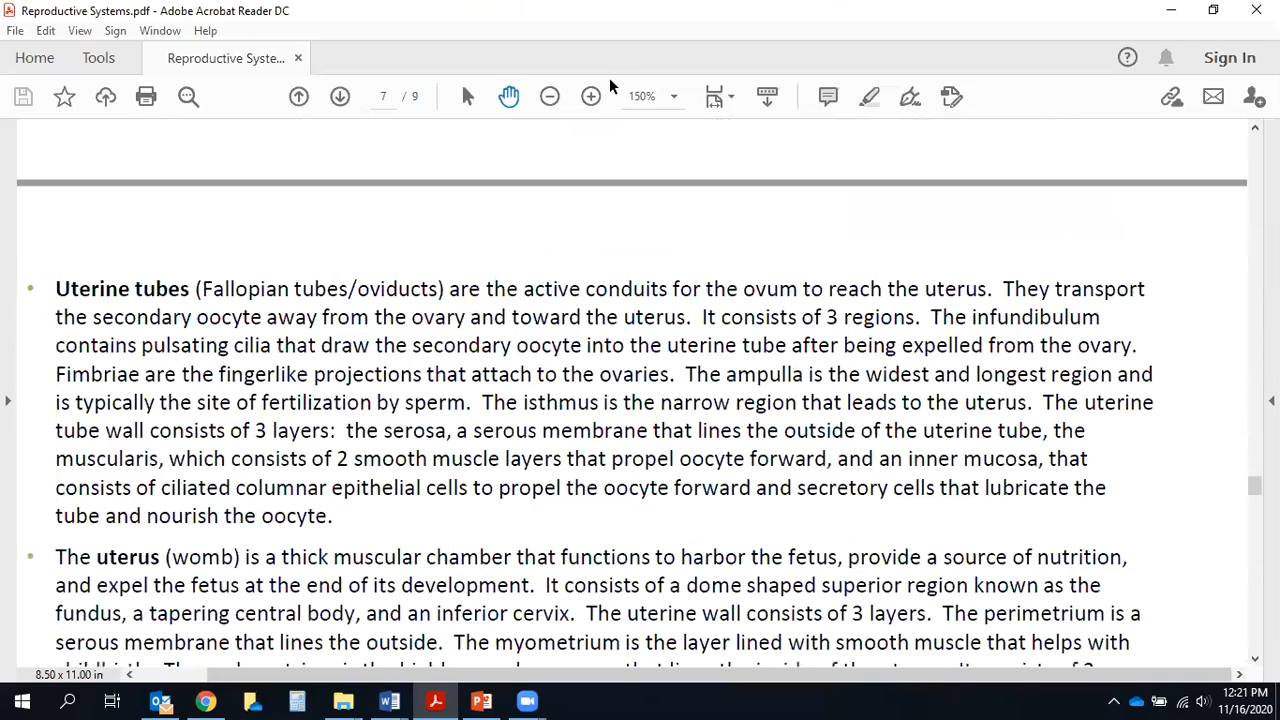 Reproductive Systems.pdf - Adobe Acrobat Reader DC
File Edit View Sign Window Help
Home Tools Reproductive Syste... × Sign In
7 / 9 150%
• Uterine tubes (Fallopian tubes/oviducts) are the active conduits for the ovum to reach the uterus. They transport
the secondary oocyte away from the ovary and toward the uterus. It consists of 3 regions. The infundibulum
contains pulsating cilia that draw the secondary oocyte into the uterine tube after being expelled from the ovary.
Fimbriae are the fingerlike projections that attach to the ovaries. The ampulla is the widest and longest region and
is typically the site of fertilization by sperm. The isthmus is the narrow region that leads to the uterus. The uterine
tube wall consists of 3 layers: the serosa, a serous membrane that lines the outside of the uterine tube, the
muscularis, which consists of 2 smooth muscle layers that propel oocyte forward, and an inner mucosa, that
consists of ciliated columnar epithelial cells to propel the oocyte forward and secretory cells that lubricate the
tube and nourish the oocyte.
• The uterus (womb) is a thick muscular chamber that functions to harbor the fetus, provide a source of nutrition,
and expel the fetus at the end of its development. It consists of a dome shaped superior region known as the
fundus, a tapering central body, and an inferior cervix. The uterine wall consists of 3 layers. The perimetrium is a
serous membrane that lines the outside. The myometrium is the layer lined with smooth muscle that helps with
8.50 x 11.00 in
12:21 PM
11/16/2020